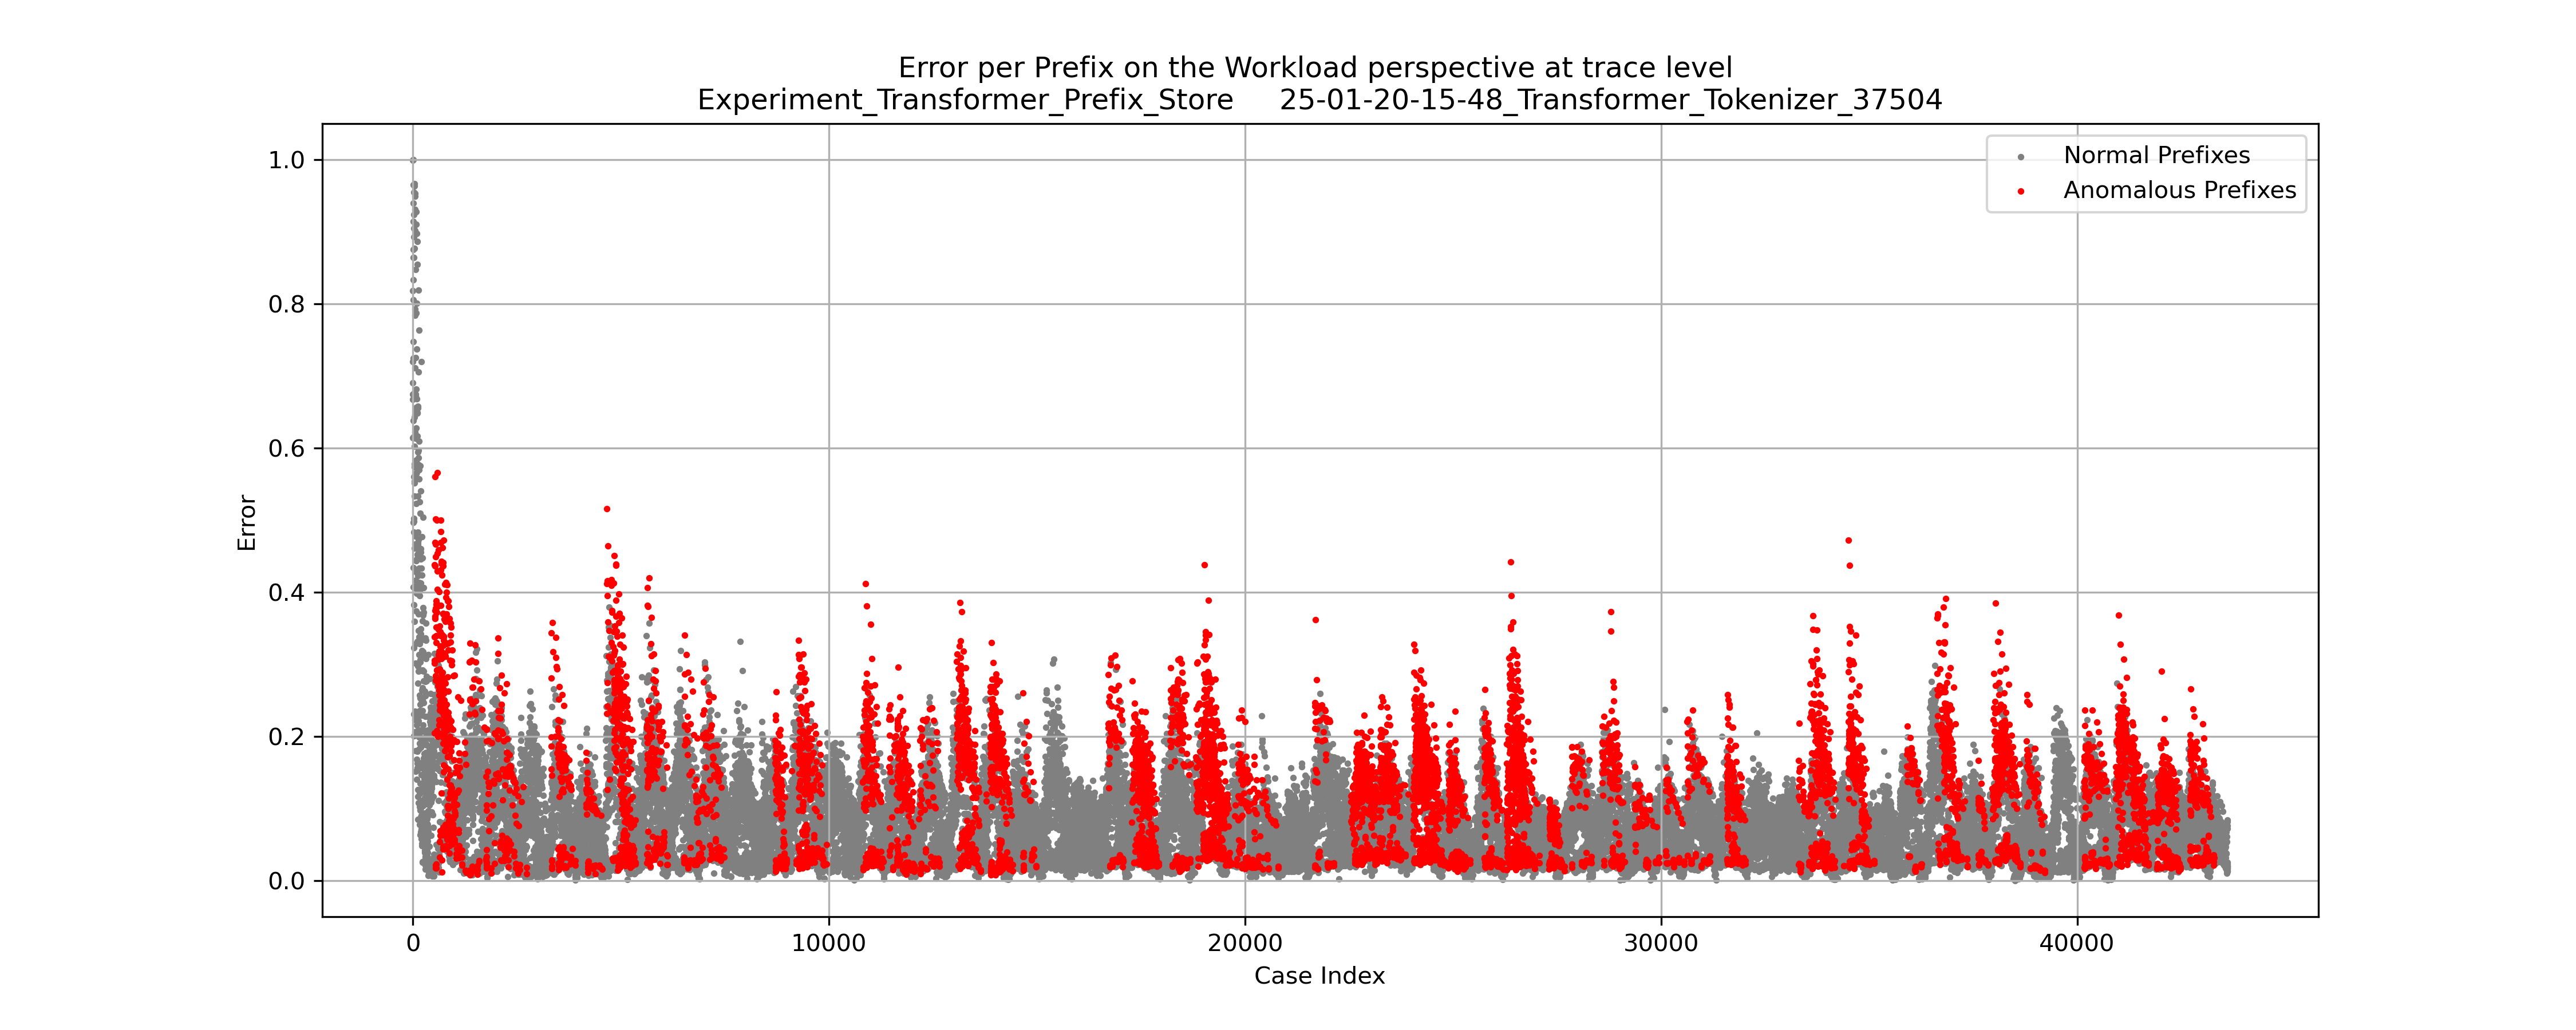 Error per Prefix on the Workload perspective at trace level
Experiment_Transformer_Prefix_Store 25-01-20-15-48_Transformer_Tokenizer_37504
Normal Prefixes
Anomalous Prefixes
1.0
0.8
0.6
0.4
0.2
0.0
Error
0 10000 20000 30000 40000
Case Index